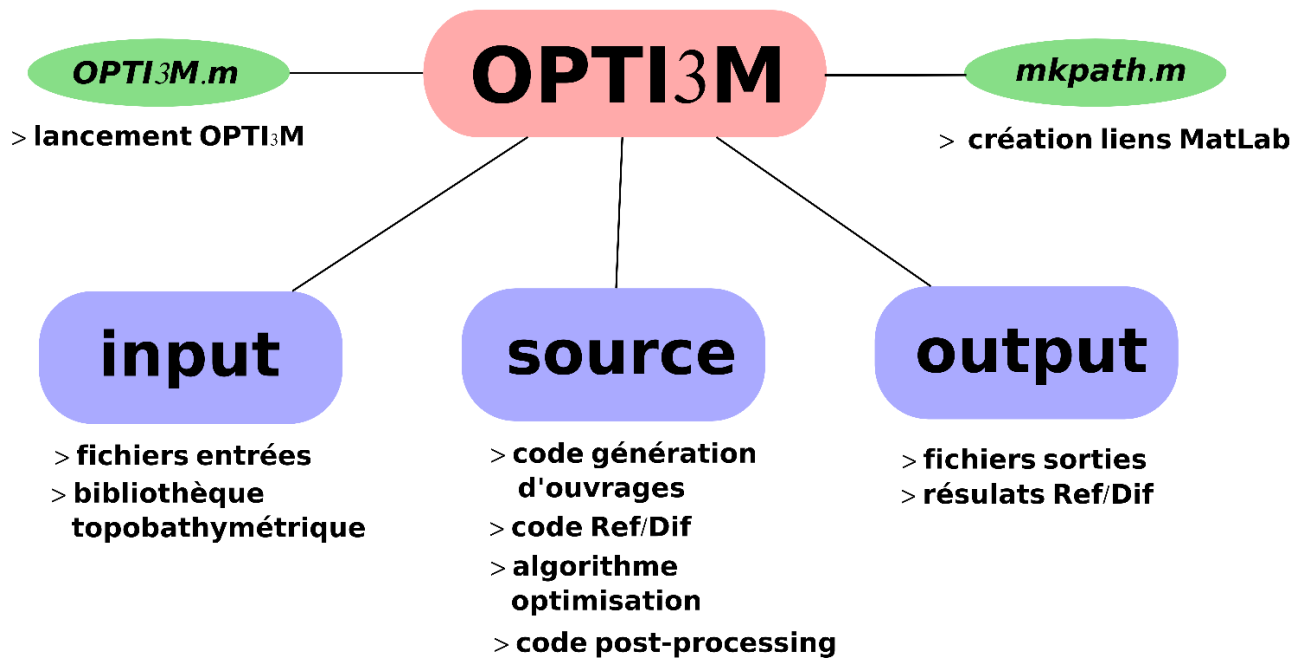 OPTI3M
OPTI3M.m
> lancement OPTI3M
mkpath.m
> création liens MatLab
input
> fichiers entrées
> bibliothèque
topobathymétrique
source
> code génération
d'ouvrages
> code Ref/Dif
> algorithme
optimisation
> code post-processing
output
> fichiers sorties
> résulats Ref/Dif